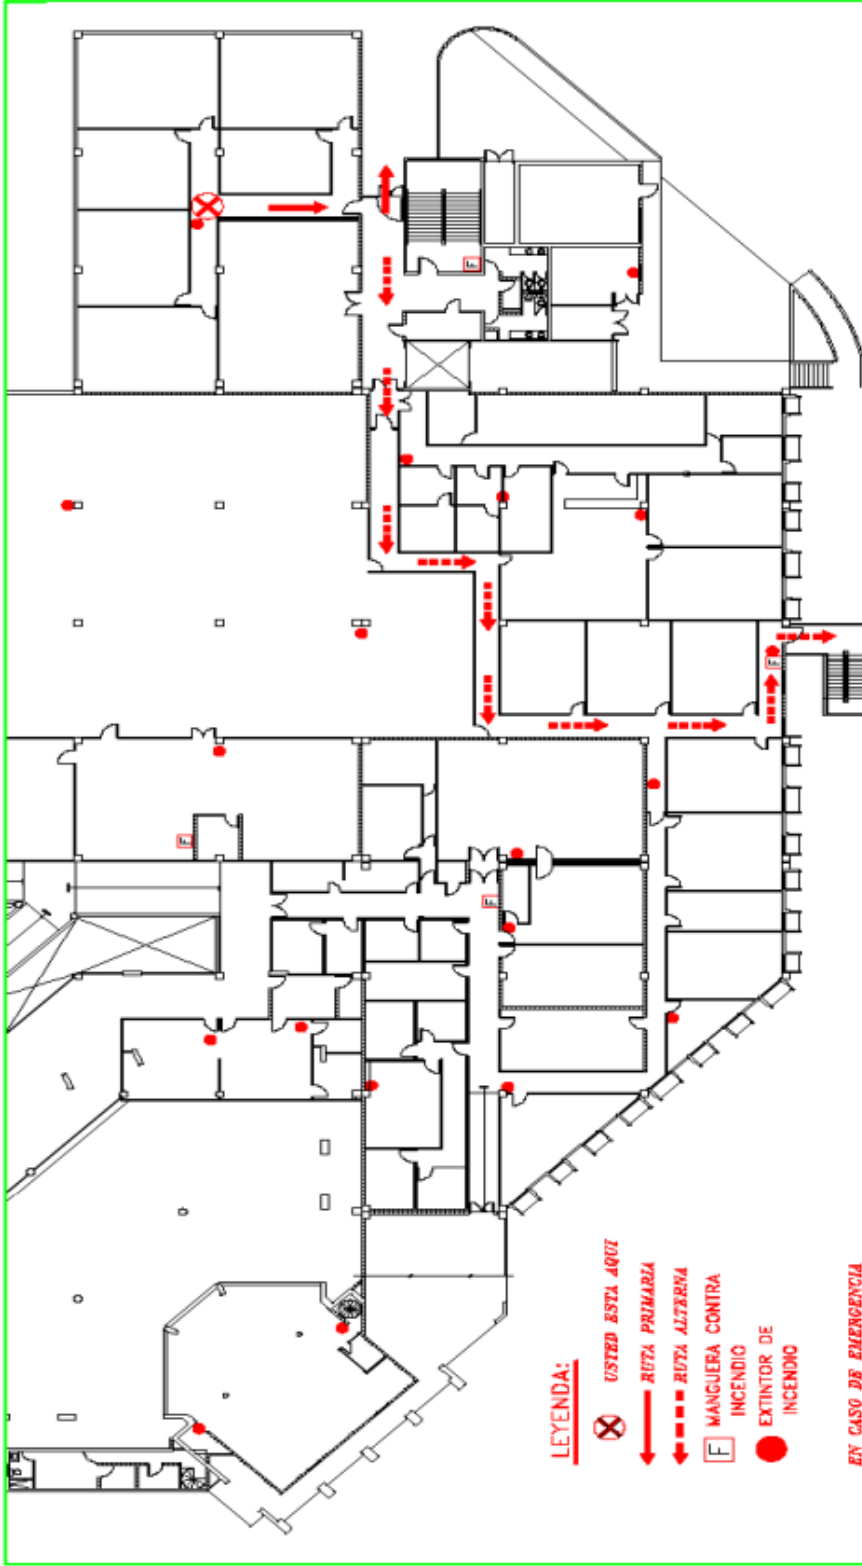 LEYENDA:
USTED ESTA AQUI
RUTA PRIMARIA
RUTA ALTERNA
F MANGUERA CONTRA
INCENDIO
EXTINTOR DE
INCENDIO
EN CASO DE EMERGENCIA
F
F
F
F